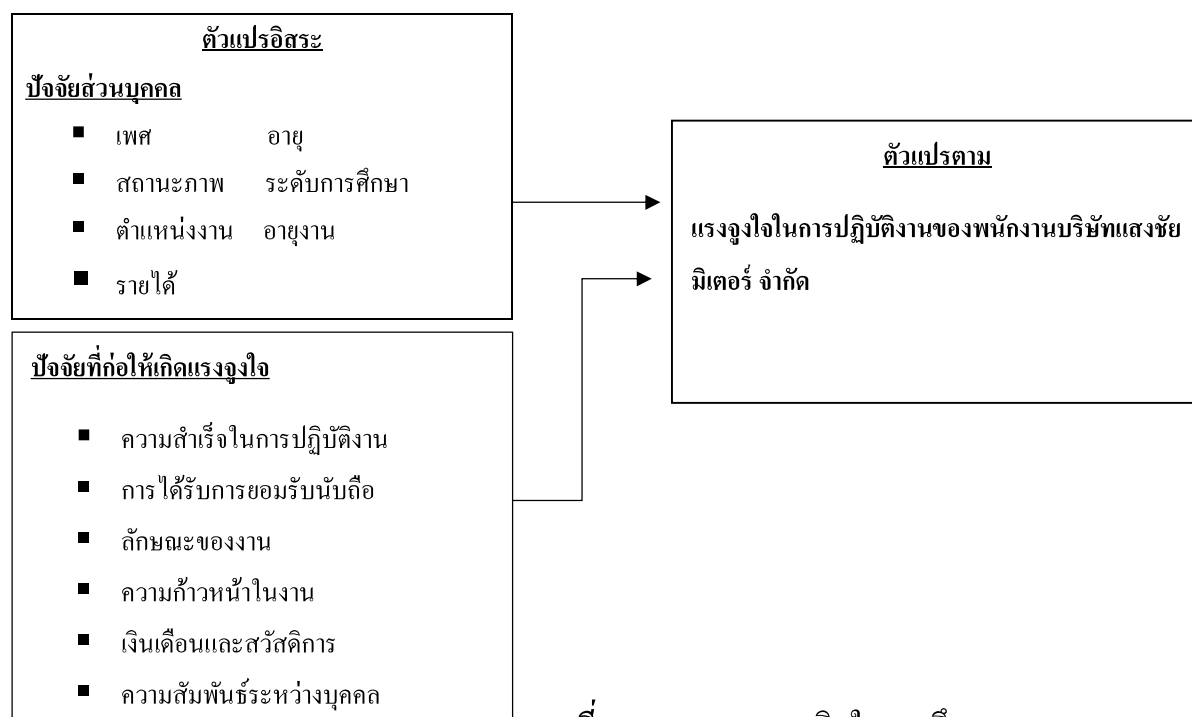 ตัวแปรอิสระ
ปัจจัยส่วนบุคคล
▪ เพศ อายุ
▪ สถานะภาพ ระดับการศึกษา
▪ ตำแหน่งงาน อายุงาน
▪ รายได้
ปัจจัยที่ก่อให้เกิดแรงจูงใจ
▪ ความสำเร็จในการปฏิบัติงาน
▪ การได้รับการยอมรับนับถือ
▪ ลักษณะของงาน
▪ ความก้าวหน้าในงาน
▪ เงินเดือนและสวัสดิการ
▪ ความสัมพันธ์ระหว่างบุคคล
ตัวแปรตาม
แรงจูงใจในการปฏิบัติงานของพนักงานบริษัทแสงชัย
มิเตอร์ จำกัด